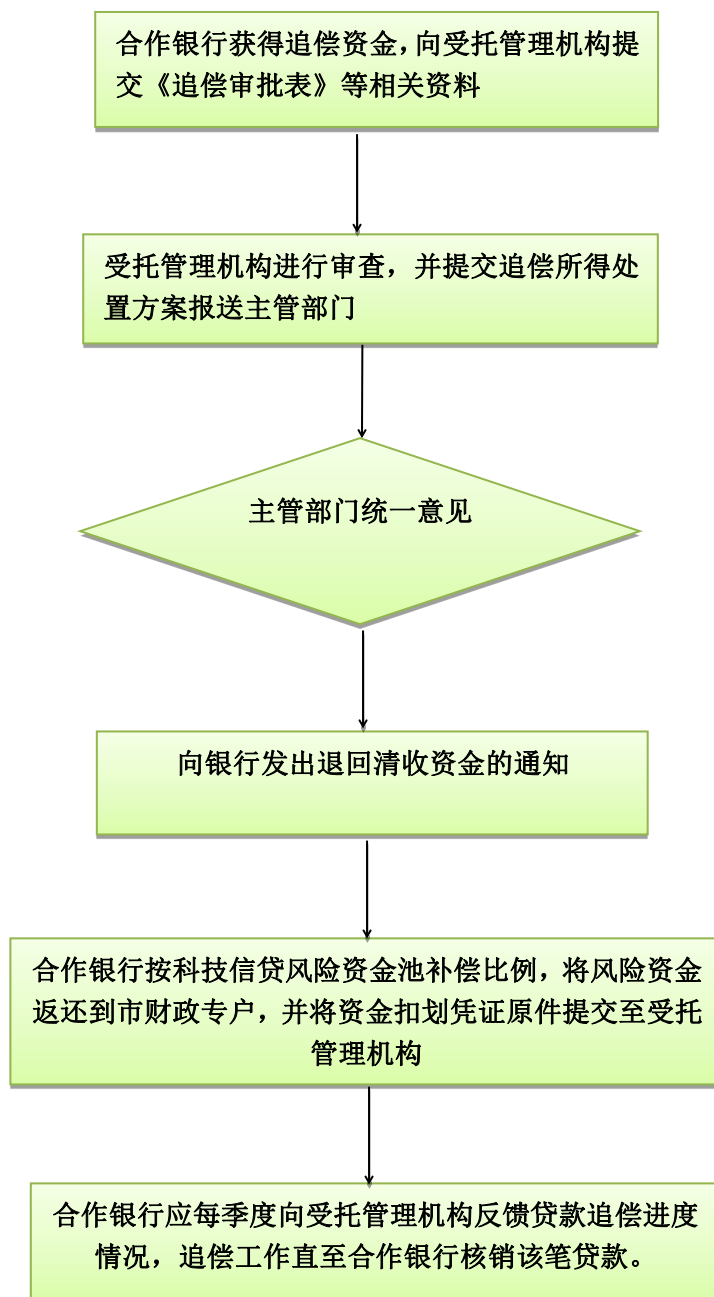 合作银行获得追偿资金，向受托管理机构提
交《追偿审批表》等相关资料
受托管理机构进行审查，并提交追偿所得处
置方案报送主管部门
主管部门统一意见
向银行发出退回清收资金的通知
合作银行按科技信贷风险资金池补偿比例，将风险资金
返还到市财政专户，并将资金扣划凭证原件提交至受托
管理机构
合作银行应每季度向受托管理机构反馈贷款追偿进度
情况，追偿工作直至合作银行核销该笔贷款。